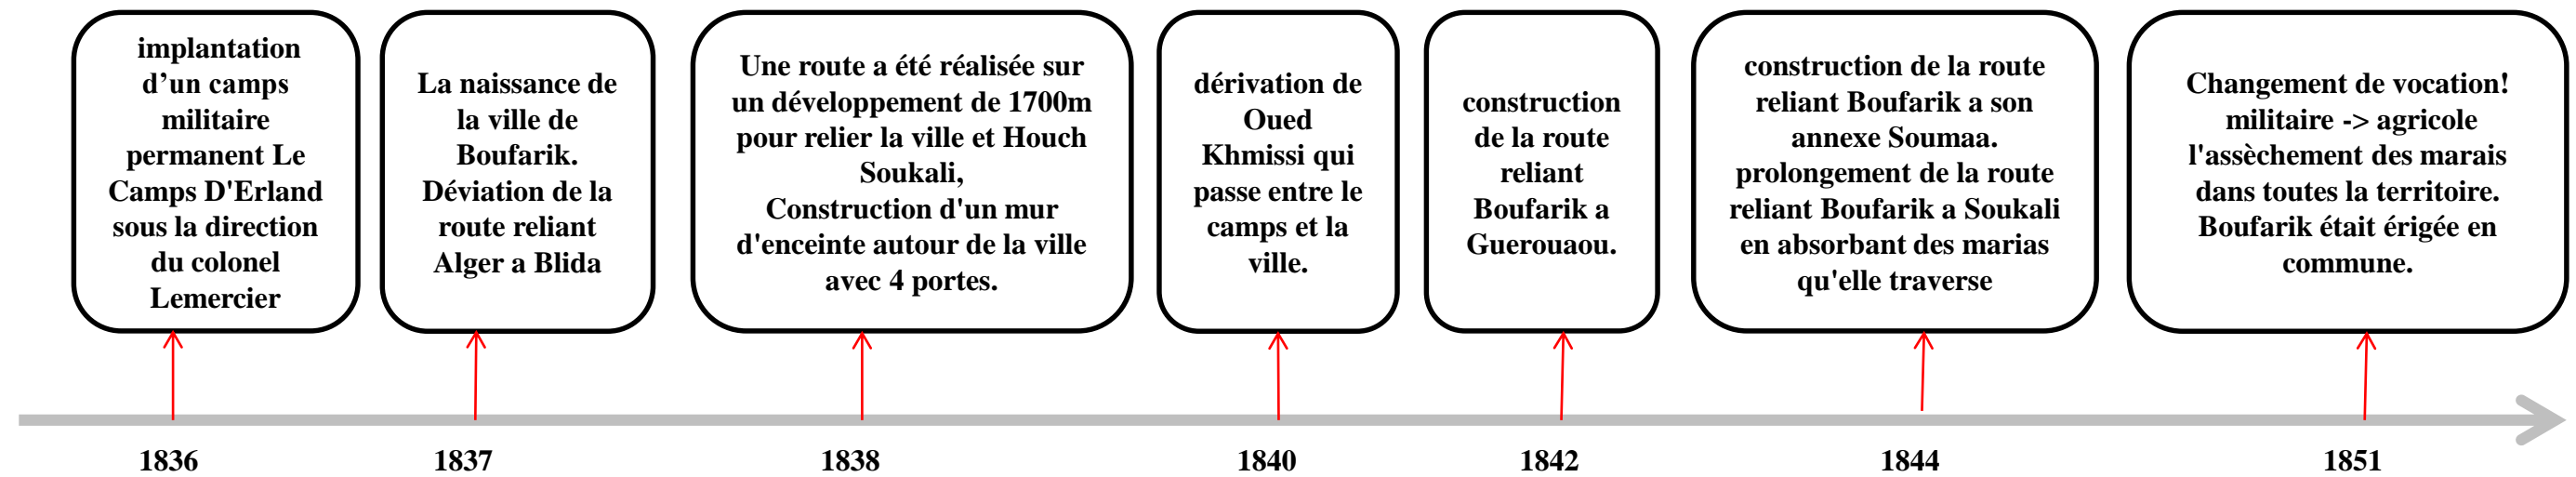 implantation
d’un camps
militaire
permanent Le
Camps D'Erland
sous la direction
du colonel
Lemercier
La naissance de
la ville de
Boufarik.
Déviation de la
route reliant
Alger a Blida
Une route a été réalisée sur
un développement de 1700m
pour relier la ville et Houch
Soukali,
Construction d'un mur
d'enceinte autour de la ville
avec 4 portes.
dérivation de
Oued
Khmissi qui
passe entre le
camps et la
ville.
construction
de la route
reliant
Boufarik a
Guerouaou.
construction de la route
reliant Boufarik a son
annexe Soumaa.
prolongement de la route
reliant Boufarik a Soukali
en absorbant des marias
qu'elle traverse
Changement de vocation!
militaire -> agricole
l'assèchement des marais
dans toutes la territoire.
Boufarik était érigée en
commune.
1836
1837
1838
1840
1842
1844
1851